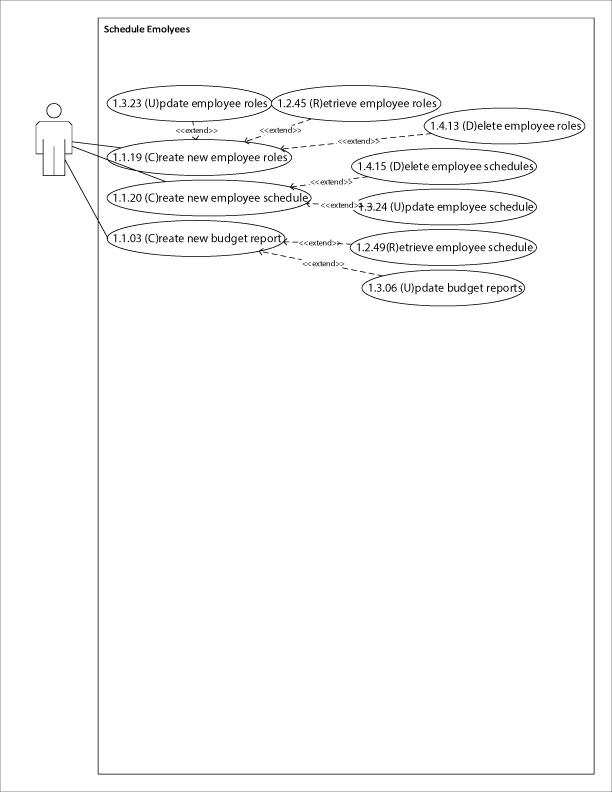 Schedule Emolyees
1.3.23 (U)pdate employee roles
1.2.45 (R)etrieve employee roles
<<extend>>
<<extend>>
1.4.13 (D)elete employee roles
<<extend>>
1.1.19 (C)reate new employee roles
1.4.15 (D)elete employee schedules
<<extend>>
1.1.20 (C)reate new employee schedule
<<extend>>
1.3.24 (U)pdate employee schedule
1.1.03 (C)reate new budget report
<<extend>>
1.2.49(R)etrieve employee schedule
<<extend>>
1.3.06 (U)pdate budget reports